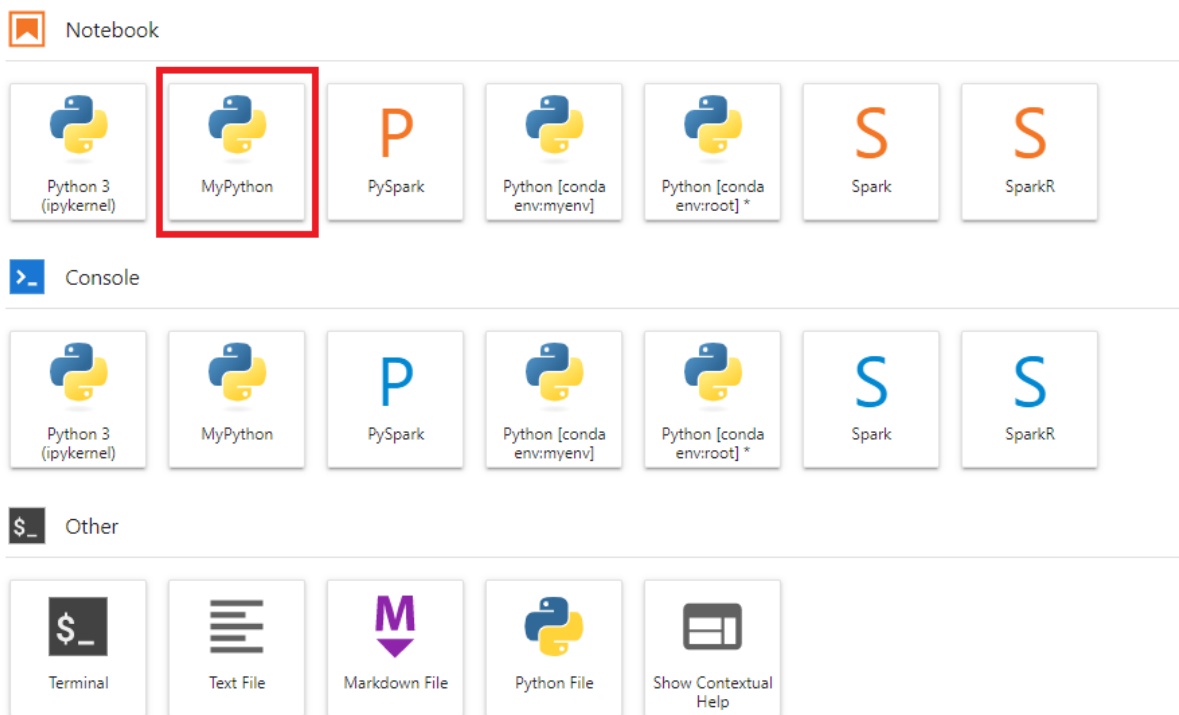 Notebook
Python 3
(ipykernel)
MyPython
P
PySpark
Python [conda
env:myenv]
Python [conda
env:root] *
S
Spark
S
SparkR
>_
Console
Python 3
(ipykernel)
MyPython
P
PySpark
Python [conda
env:myenv]
Python [conda
env:root] *
S
Spark
S
SparkR
$_
Other
$_
Terminal
Text File
M
Markdown File
Python File
Show Contextual
Help